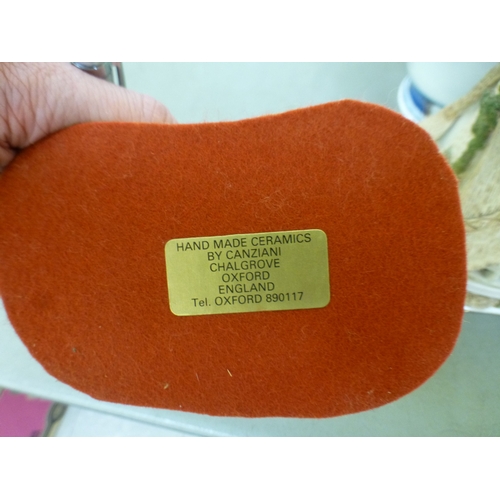 HAND MADE CERAMICS
BY CANZIANI
CHALGROVE
OXFORD
ENGLAND
Tel. OXFORD 890117